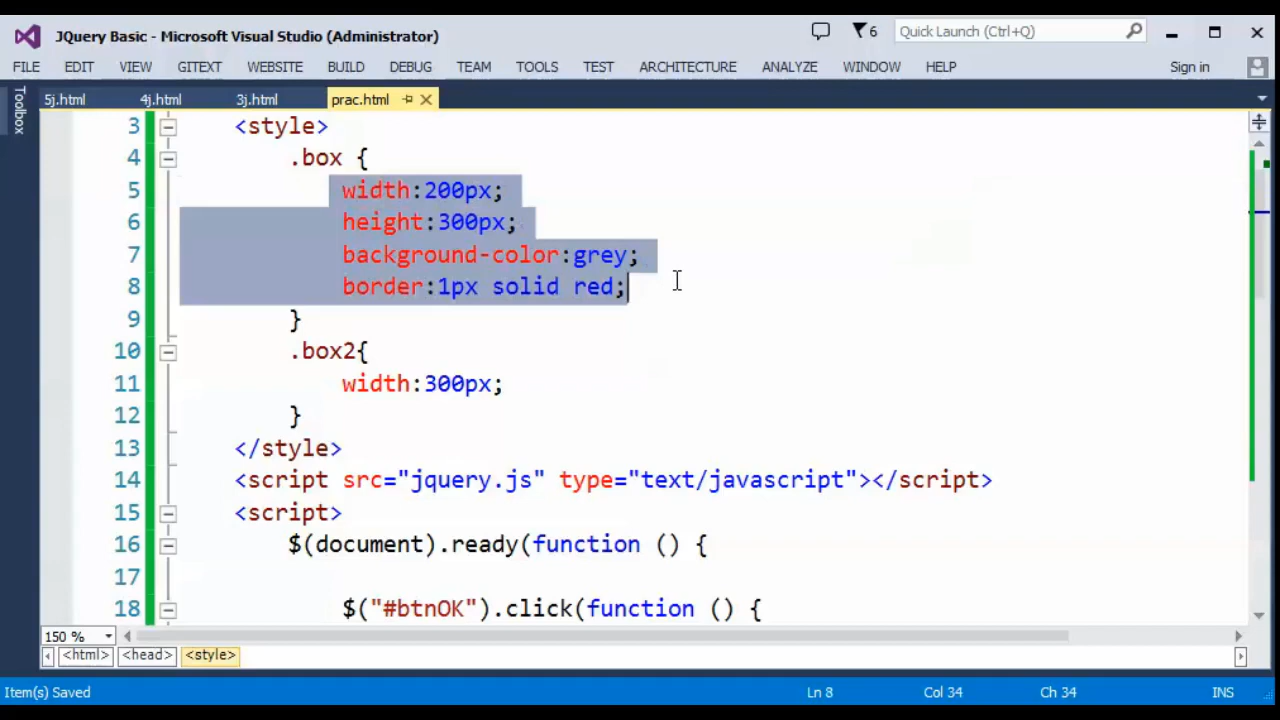 JQuery Basic - Microsoft Visual Studio (Administrator)
6
Quick Launch (Ctrl+Q)
FILE EDIT VIEW GITEXT WEBSITE BUILD DEBUG TEAM TOOLS TEST ARCHITECTURE ANALYZE WINDOW HELP Sign in
Toolbox
5j.html 4j.html 3j.html prac.html
3 <style>
4 .box {
5 width:200px;
6 height:300px;
7 background-color:grey;
8 border:1px solid red;
9 }
10 .box2{
11 width:300px;
12 }
13 </style>
14 <script src="jquery.js" type="text/javascript"></script>
15 <script>
16 $(document).ready(function () {
17
18 $("#btnOK").click(function () {
150 %
<html> <head> <style>
Item(s) Saved Ln 8 Col 34 Ch 34 INS